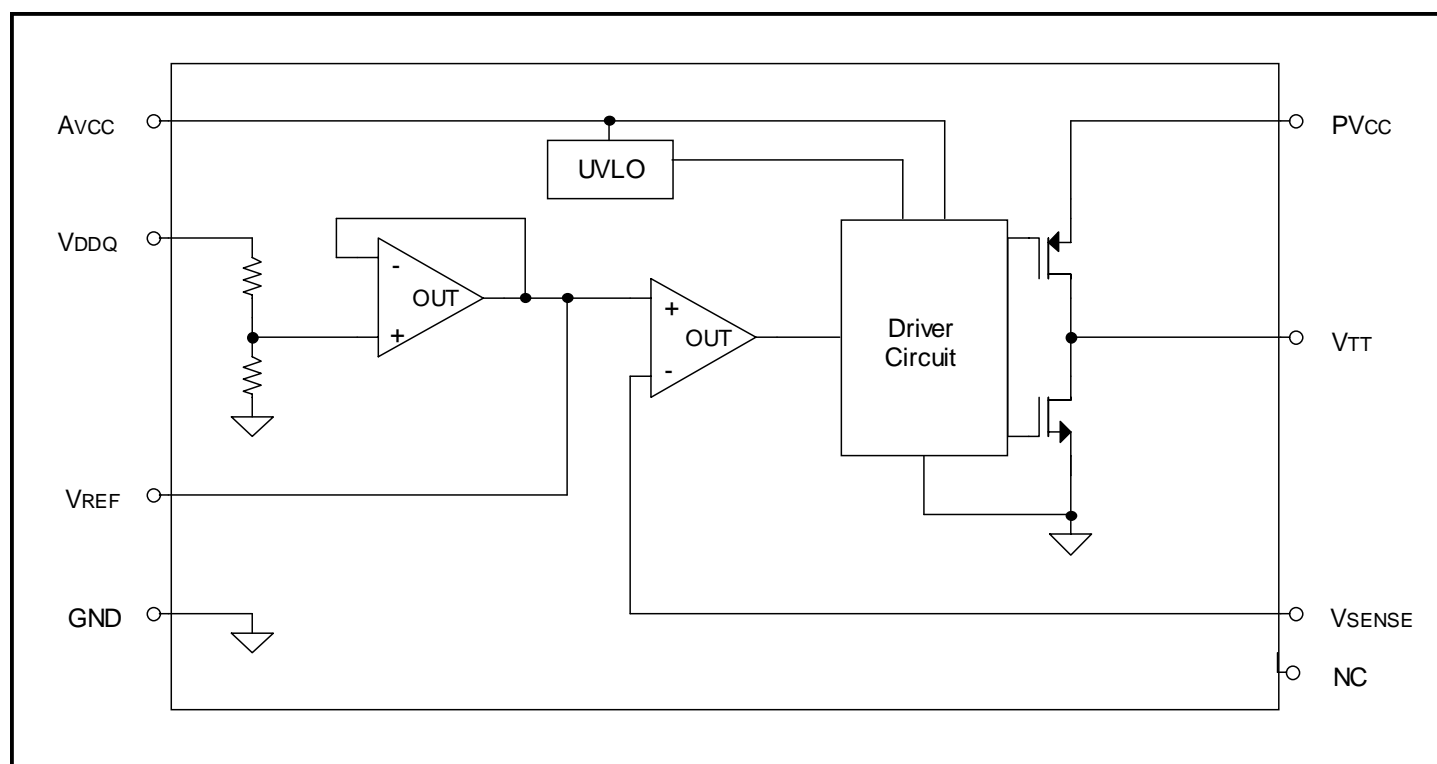 AVCC
PVCC
UVLO
VDDQ
-
OUT
+
+
OUT
-
Driver
Circuit
VTT
VREF
GND
VSENSE
NC